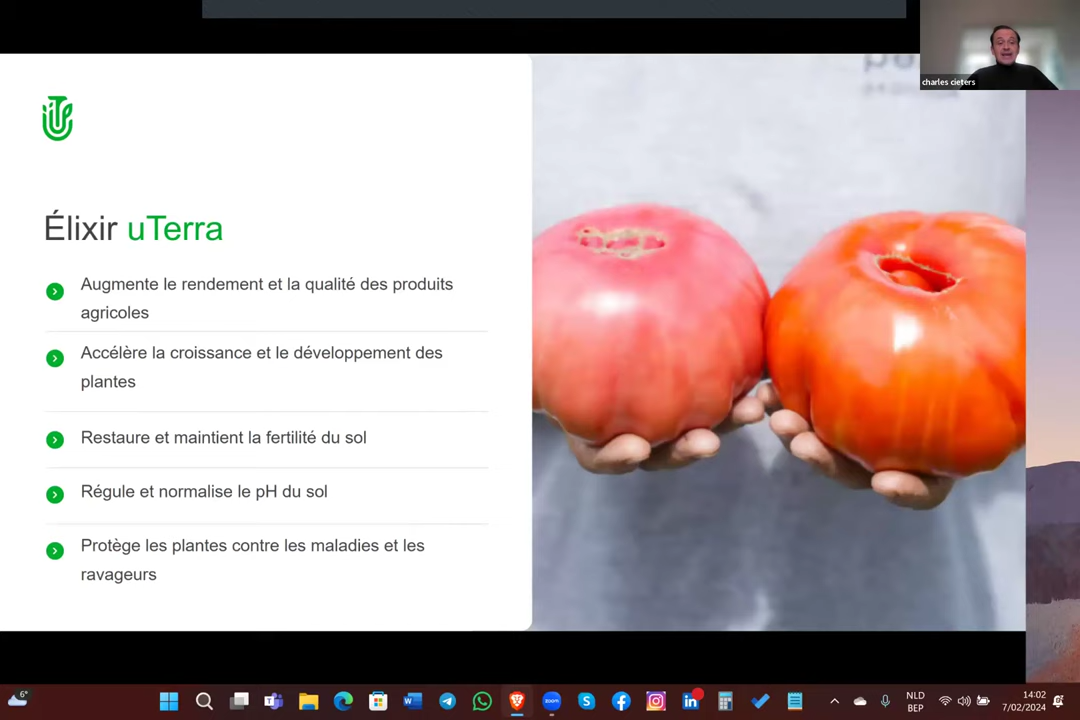 charles cieters
Élixir uTerra
Augmente le rendement et la qualité des produits
agricoles
Accélère la croissance et le développement des
plantes
Restaure et maintient la fertilité du sol
Régule et normalise le pH du sol
Protège les plantes contre les maladies et les
ravageurs
6°
zoom
NLD
BEP
14:02
7/02/2024